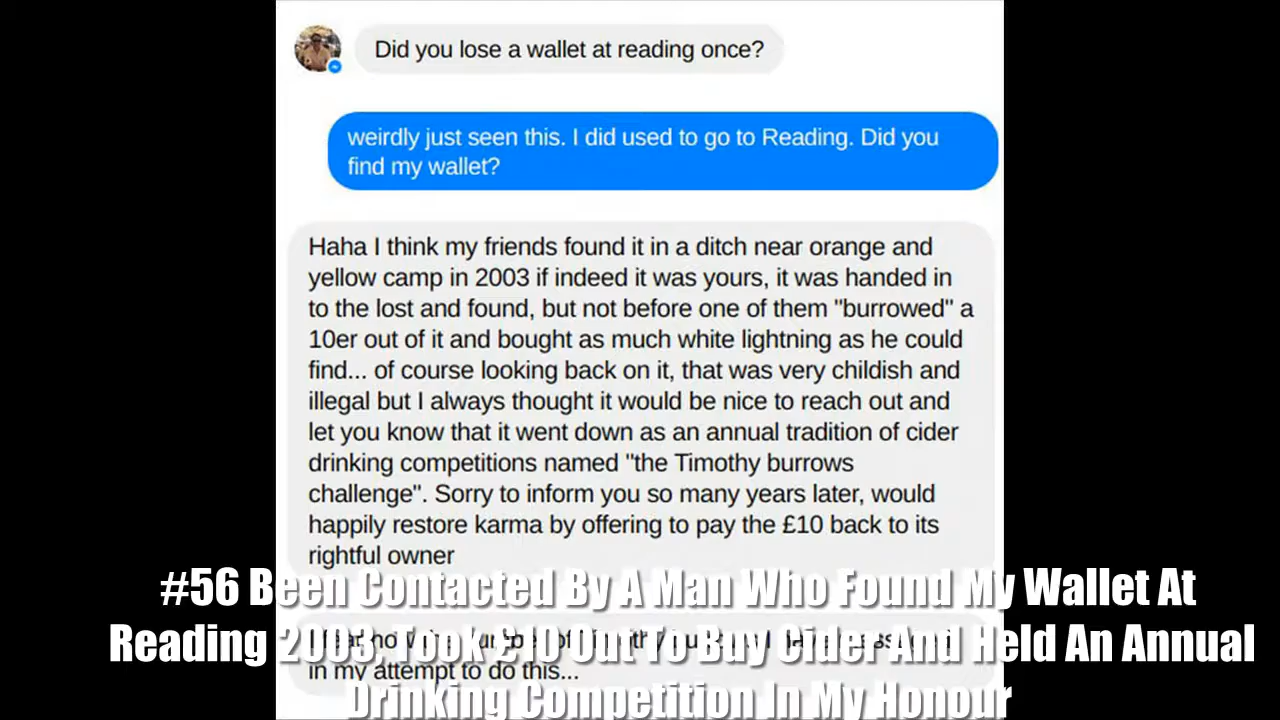 Did you lose a wallet at reading once?
weirdly just seen this. I did used to go to Reading. Did you
find my wallet?
Haha I think my friends found it in a ditch near orange and
yellow camp in 2003 if indeed it was yours, it was handed in
to the lost and found, but not before one of them "burrowed" a
10er out of it and bought as much white lightning as he could
find... of course looking back on it, that was very childish and
illegal but I always thought it would be nice to reach out and
let you know that it went down as an annual tradition of cider
drinking competitions named "the Timothy burrows
challenge". Sorry to inform you so many years later, would
happily restore karma by offering to pay the £10 back to its
rightful owner
#56 Been Contacted By A Man Who Found My Wallet At
Reading 2003, Took £10 Out To Buy Cider And Held An Annual
in my attempt to do this...
Drinking Competition In My Honour